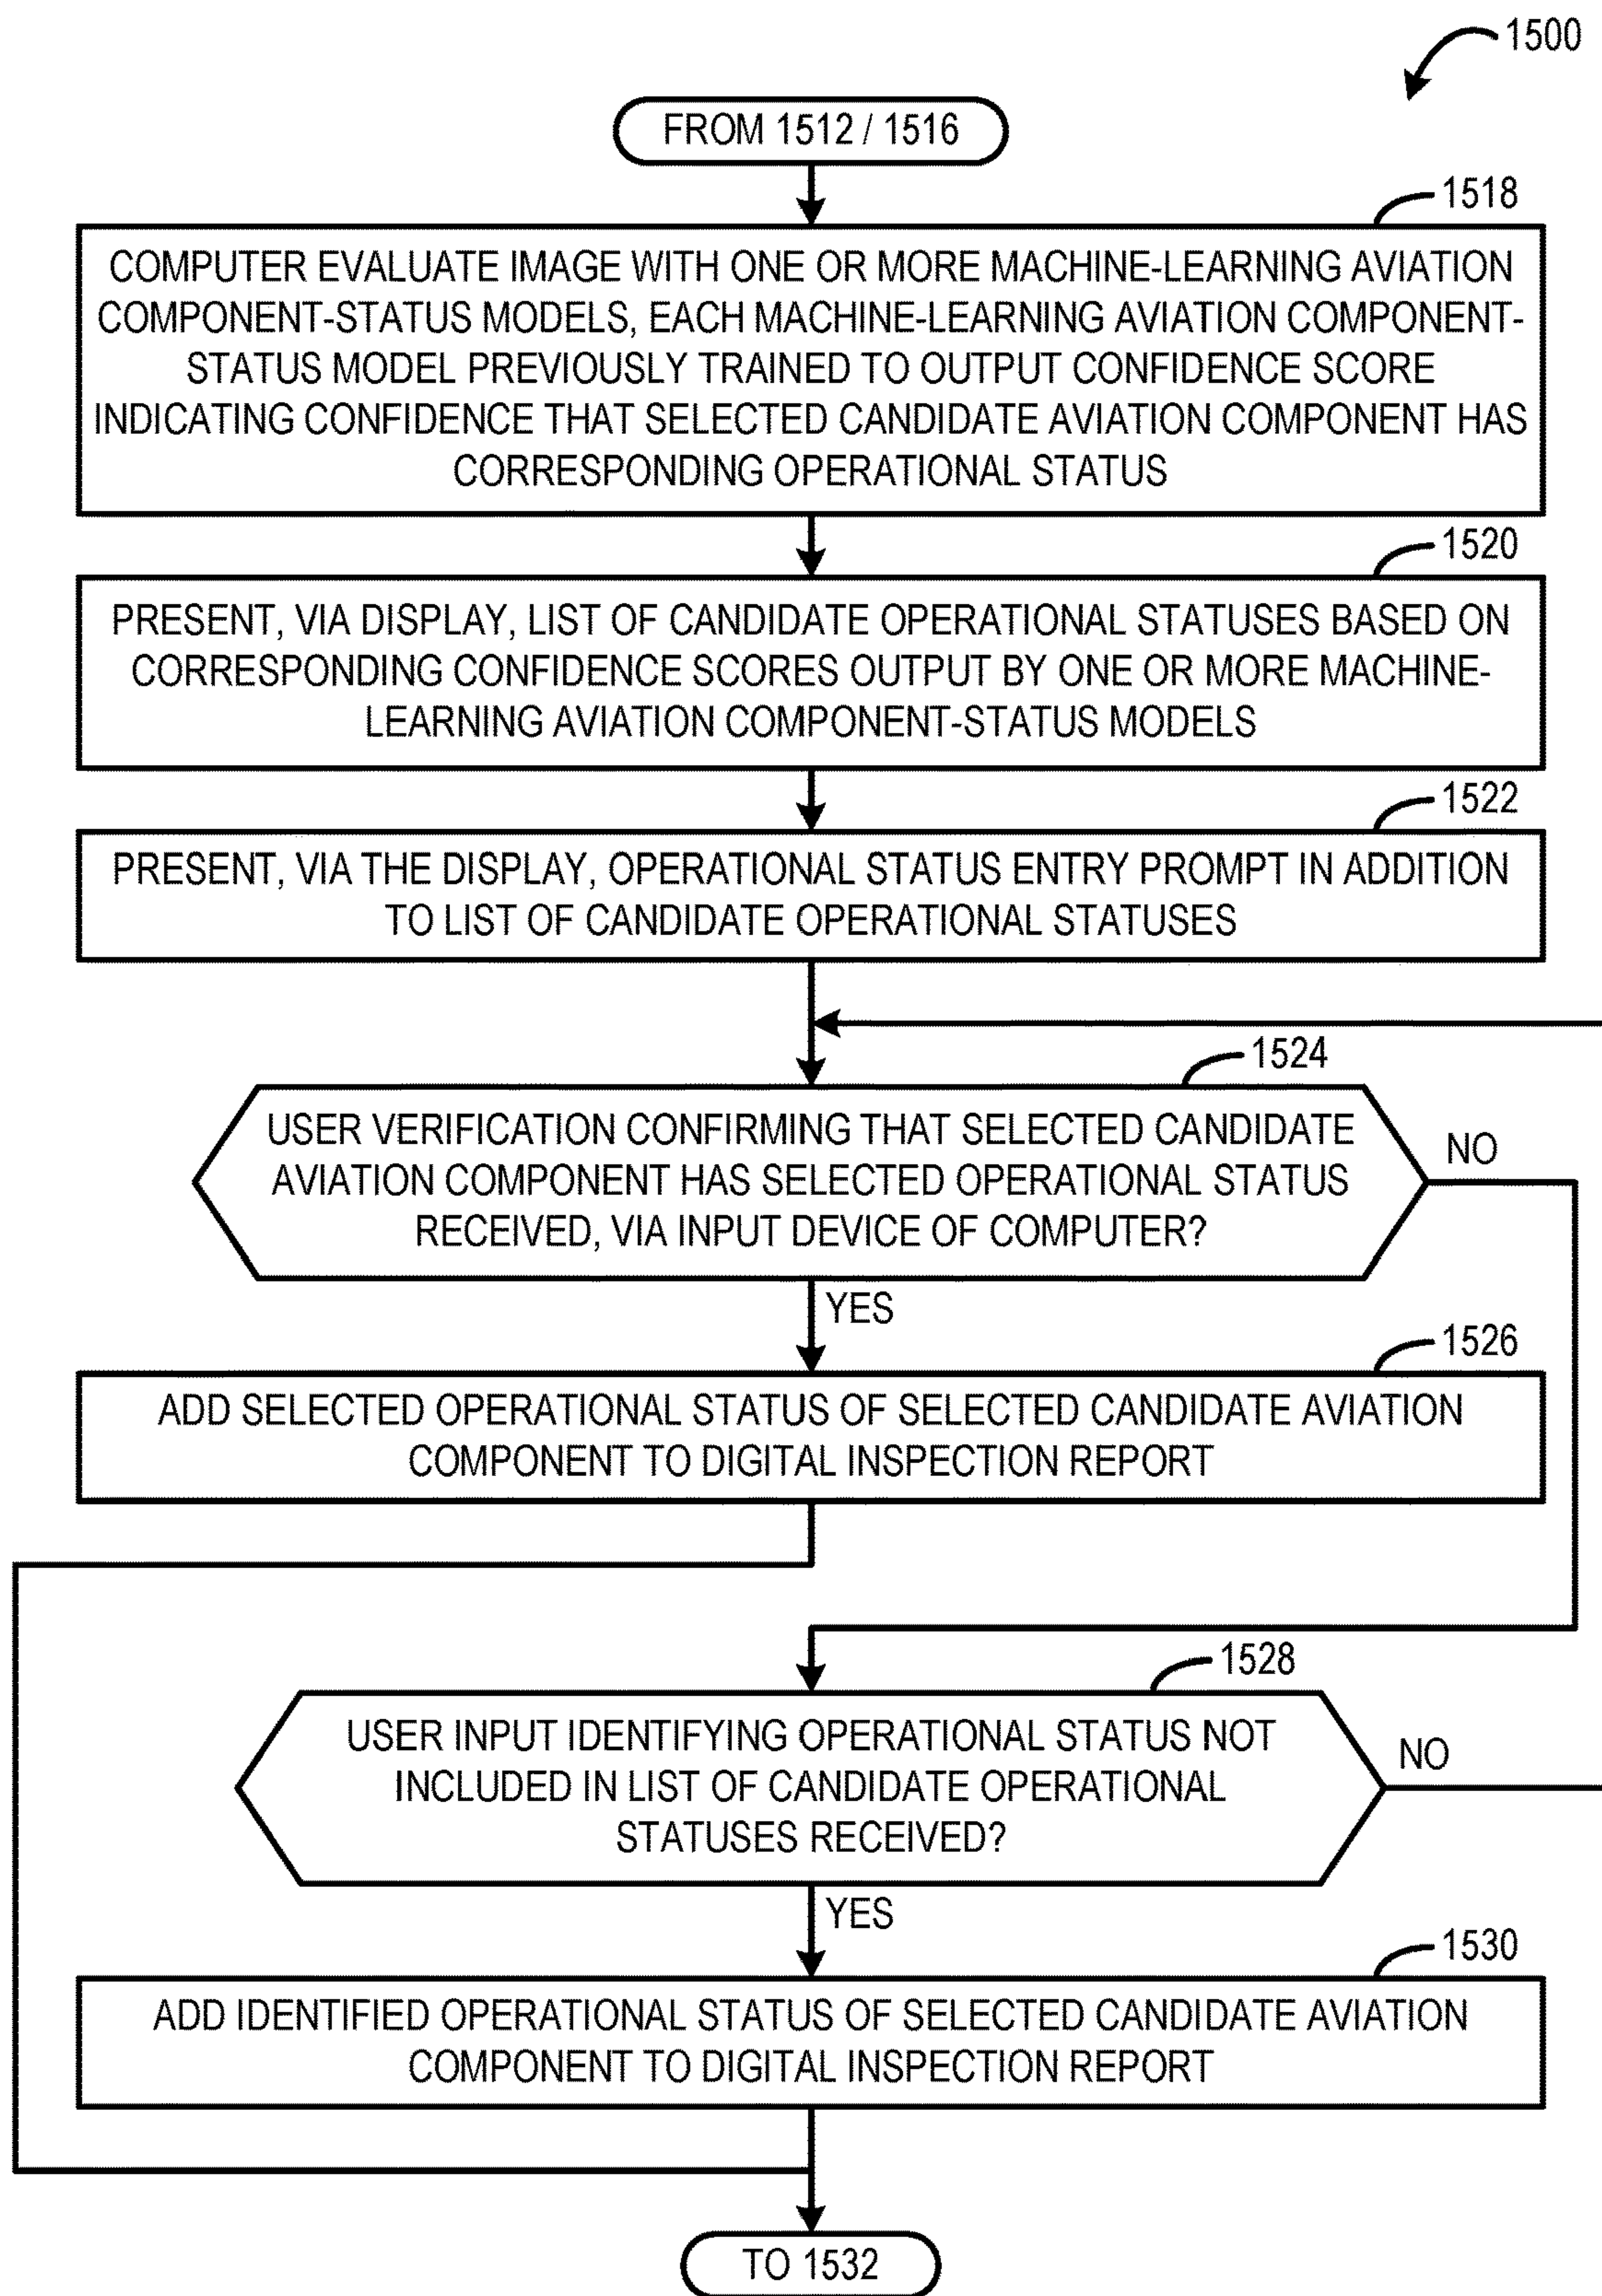 1500
FROM 1512 / 1516
1518
COMPUTER EVALUATE IMAGE WITH ONE OR MORE MACHINE-LEARNING AVIATION
COMPONENT-STATUS MODELS, EACH MACHINE-LEARNING AVIATION COMPONENT-
STATUS MODEL PREVIOUSLY TRAINED TO OUTPUT CONFIDENCE SCORE
INDICATING CONFIDENCE THAT SELECTED CANDIDATE AVIATION COMPONENT HAS
CORRESPONDING OPERATIONAL STATUS
1520
PRESENT, VIA DISPLAY, LIST OF CANDIDATE OPERATIONAL STATUSES BASED ON
CORRESPONDING CONFIDENCE SCORES OUTPUT BY ONE OR MORE MACHINE-
LEARNING AVIATION COMPONENT-STATUS MODELS
1522
PRESENT, VIA THE DISPLAY, OPERATIONAL STATUS ENTRY PROMPT IN ADDITION
TO LIST OF CANDIDATE OPERATIONAL STATUSES
1524
USER VERIFICATION CONFIRMING THAT SELECTED CANDIDATE
AVIATION COMPONENT HAS SELECTED OPERATIONAL STATUS
RECEIVED, VIA INPUT DEVICE OF COMPUTER?
NO
YES
1526
ADD SELECTED OPERATIONAL STATUS OF SELECTED CANDIDATE AVIATION
COMPONENT TO DIGITAL INSPECTION REPORT
1528
USER INPUT IDENTIFYING OPERATIONAL STATUS NOT
INCLUDED IN LIST OF CANDIDATE OPERATIONAL
STATUSES RECEIVED?
NO
YES
1530
ADD IDENTIFIED OPERATIONAL STATUS OF SELECTED CANDIDATE AVIATION
COMPONENT TO DIGITAL INSPECTION REPORT
TO 1532